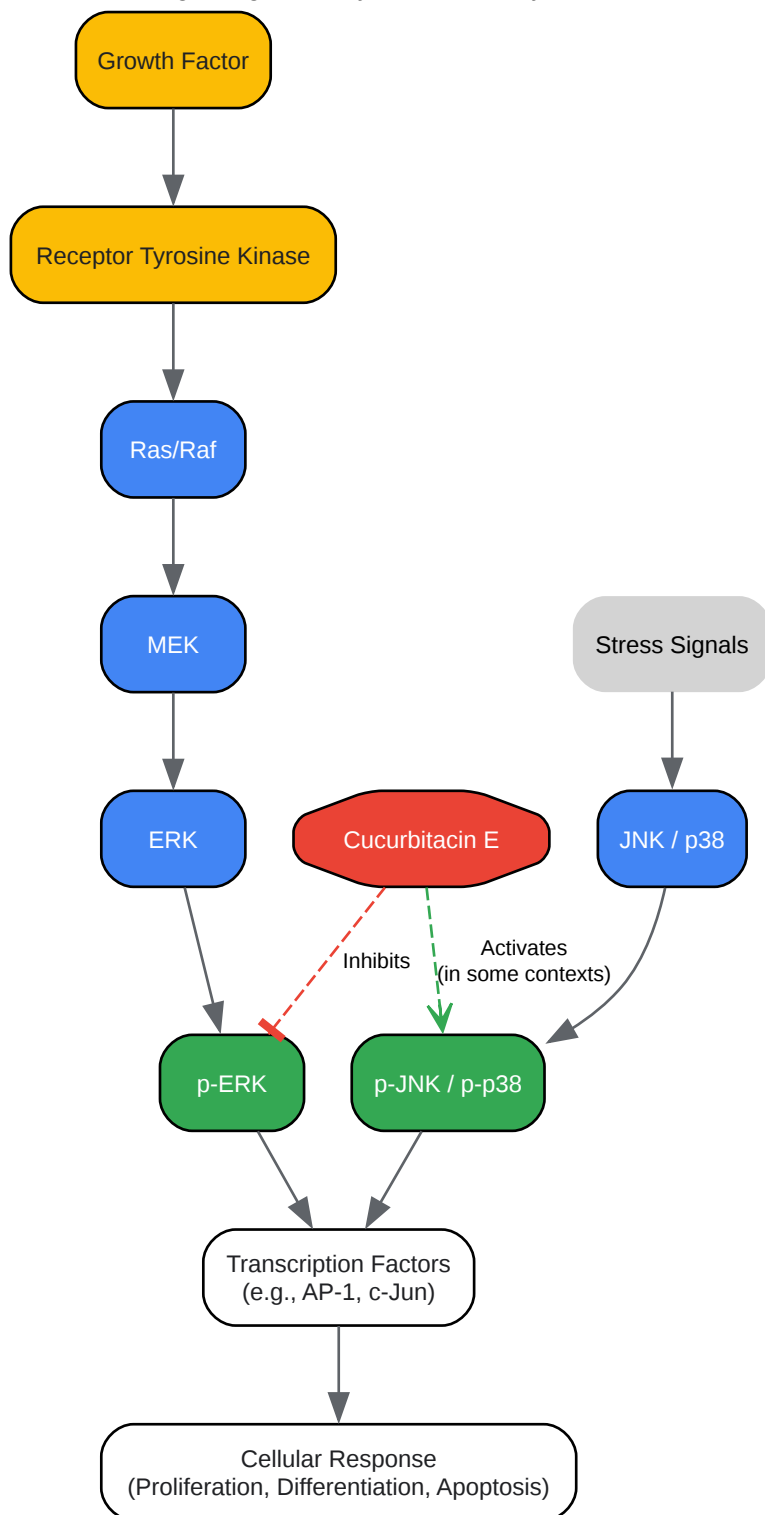 Growth Factor
Receptor Tyrosine Kinase
Ras/Raf
MEK
Stress Signals
ERK
Cucurbitacin E
JNK / p38
Inhibits
Activates
(in some contexts)
p-ERK
p-JNK / p-p38
Transcription Factors
(e.g., AP-1, c-Jun)
Cellular Response
(Proliferation, Differentiation, Apoptosis)